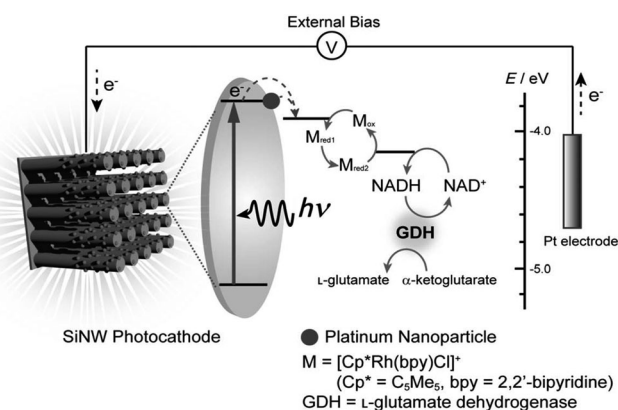 External Bias
V
e⁻
E / eV
e⁻
-4.0
e⁻
M_ox
M_red1
M_red2
NADH
NAD⁺
hν
GDH
Pt electrode
-5.0
L-glutamate
α-ketoglutarate
SiNW Photocathode
Platinum Nanoparticle
M = [Cp*Rh(bpy)Cl]⁺
(Cp* = C₅Me₅, bpy = 2,2'-bipyridine)
GDH = L-glutamate dehydrogenase